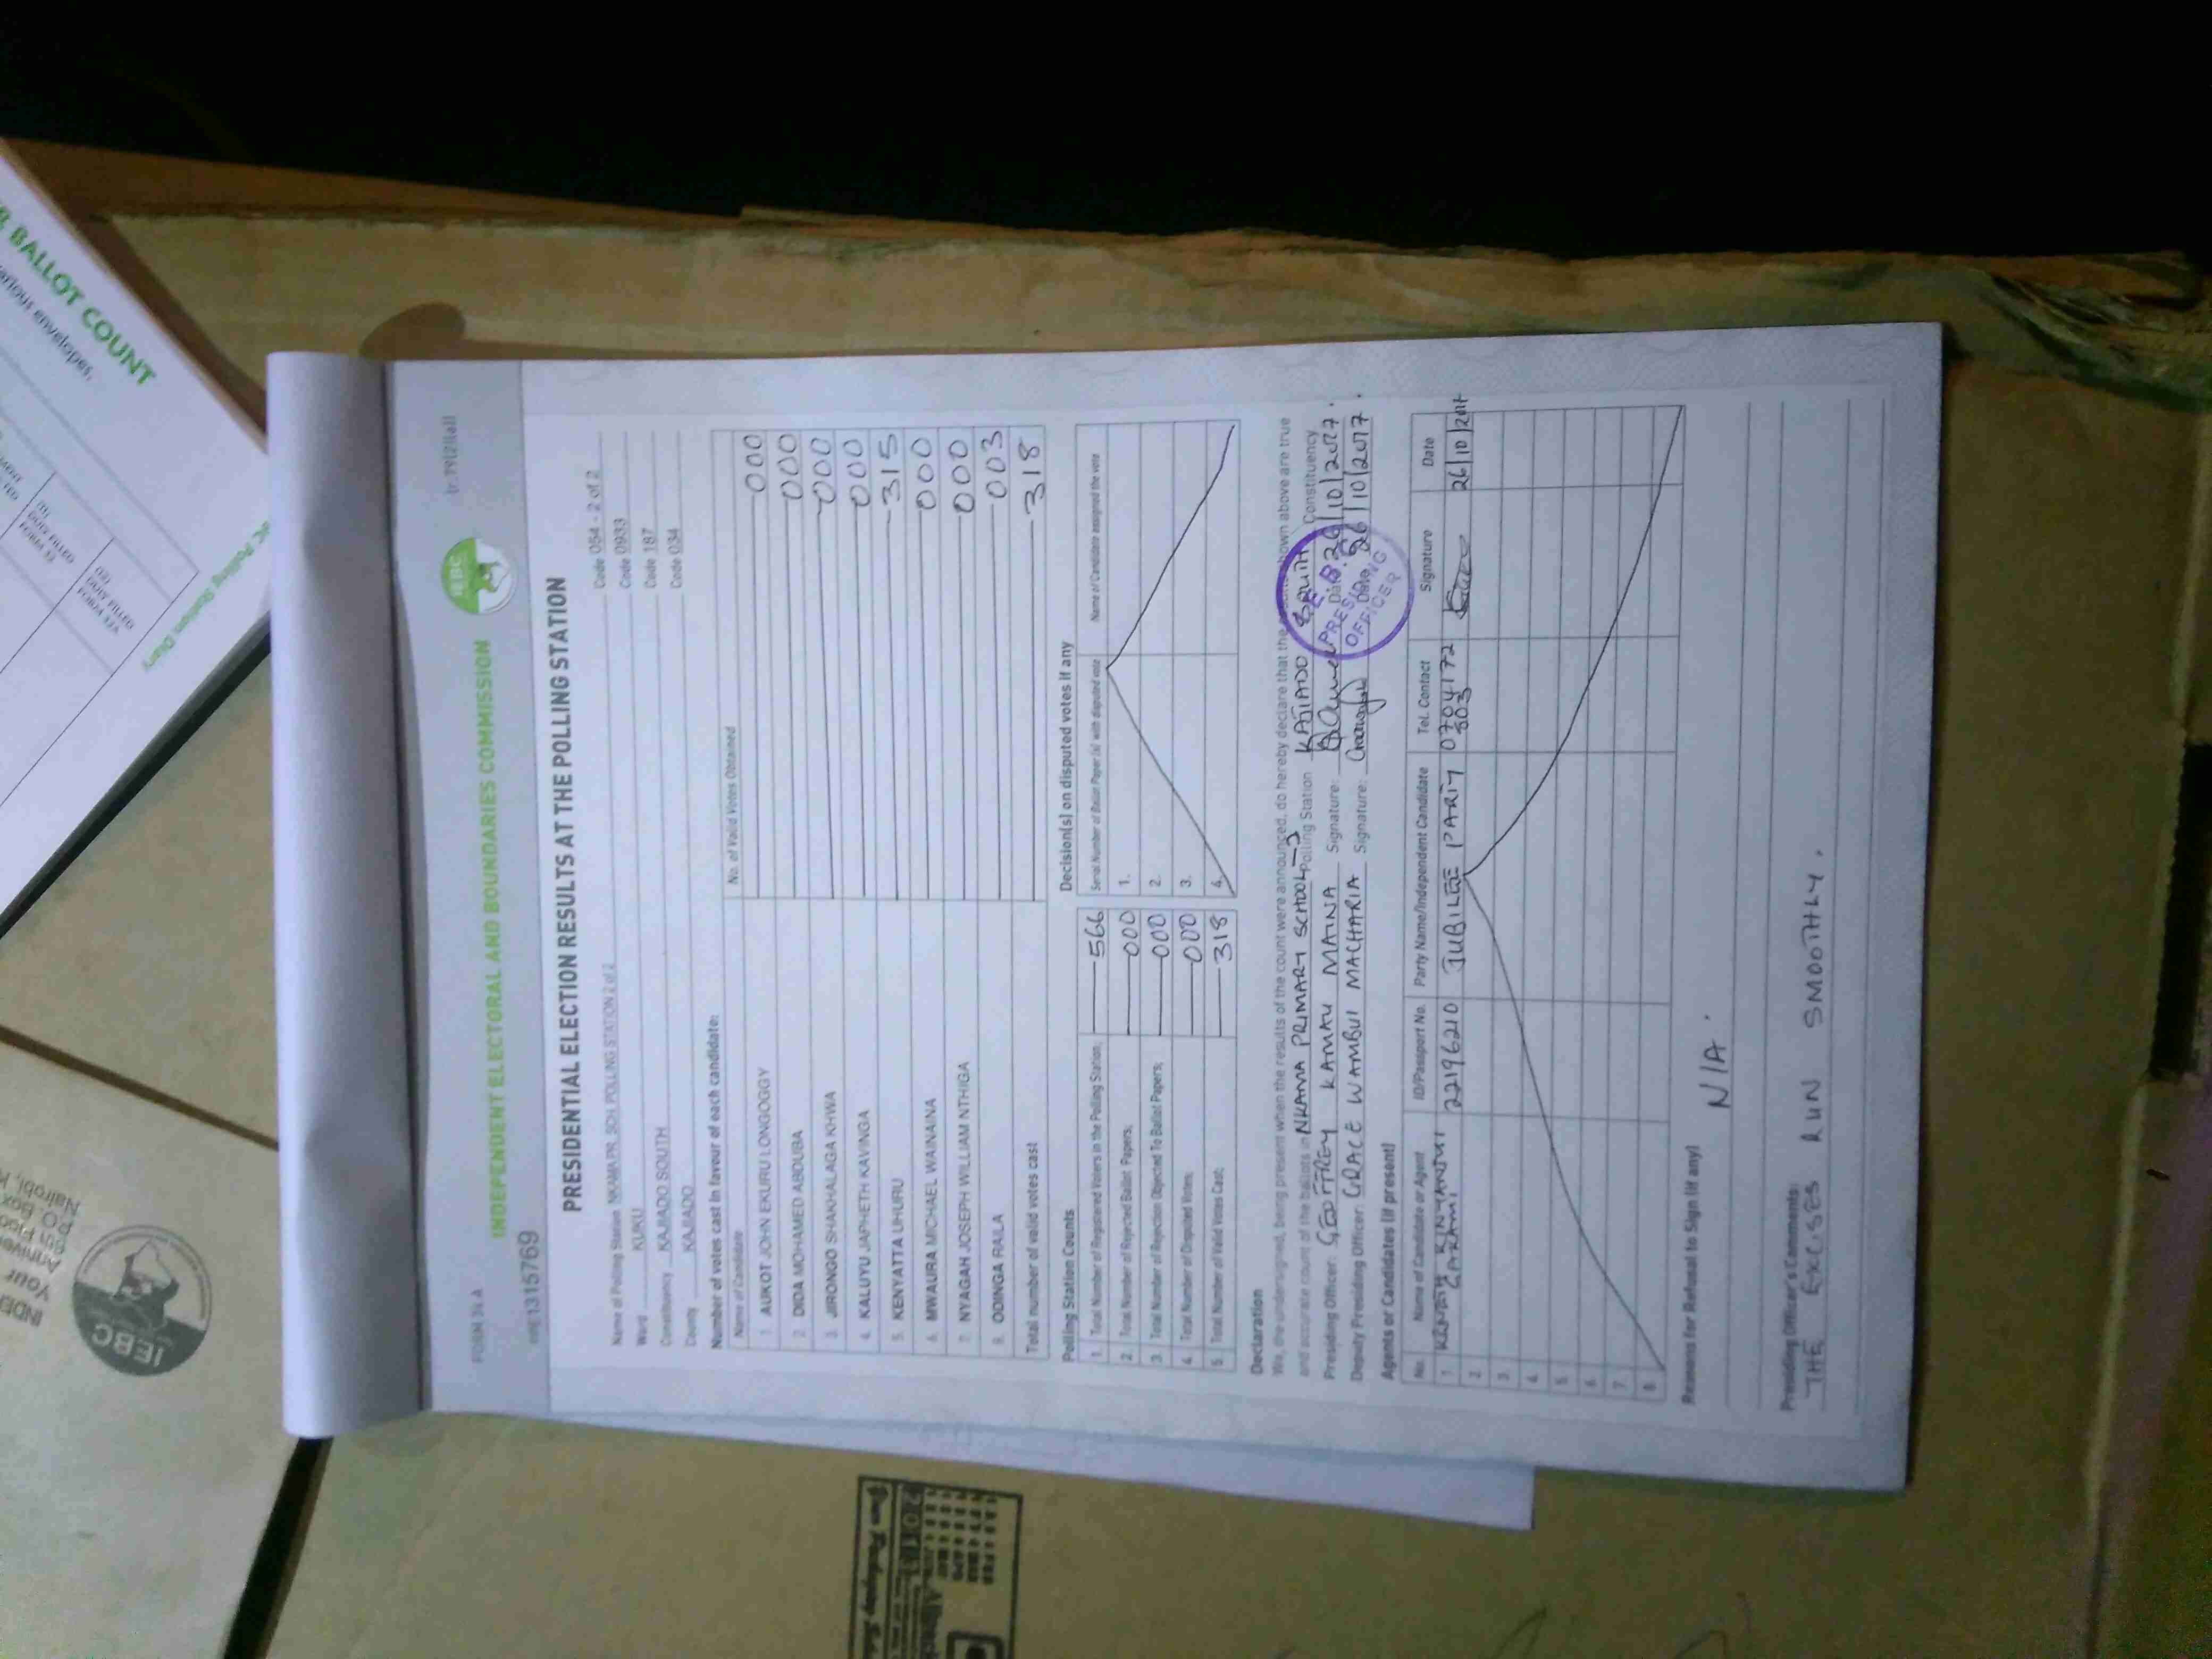 FORM 34A
INDEPENDENT ELECTORAL AND BOUNDARIES COMMISSION
IEBC
1315769
PRESIDENTIAL ELECTION RESULTS AT THE POLLING STATION
Name of Polling Station NKAMA PR. SCH. POLLING STATION 2 of 2 Code 054 - 2 of 2
Ward KUKU Code 0933
Constituency KAJIADO SOUTH Code 187
County KAJIADO Code 034
Number of votes cast in favour of each candidate:
Name of Candidate No. of Valid Votes Obtained
1 AUKOT JOHN EKURU LONGOGGY 000
2 DIDA MOHAMED ABDUBA 000
3 JIRONGO SHAKHALAGA KHWA 000
4 KALUYU JAPHETH KAVINGA 000
5 KENYATTA UHURU 315
6 MWAURA MICHAEL WAINAINA 000
7 NYAGAH JOSEPH WILLIAM NTHIGA 000
8 ODINGA RAILA 003
Total number of valid votes cast 318
Polling Station Counts
1. Total Number of Registered Voters in the Polling Station; 566
2. Total Number of Rejected Ballot Papers; 000
3. Total Number of Rejection Objected To Ballot Papers; 000
4. Total Number of Disputed Votes; 000
5. Total Number of Valid Votes Cast; 318
Decision(s) on disputed votes if any
Serial Number of Ballot Paper (s) with disputed vote Name of Candidate assigned the vote
1.
2.
3.
4.
Declaration
We, the undersigned, being present when the results of the count were announced, do hereby declare that the shown above are true
and accurate count of the ballots in NKAMA PRIMARY SCHOOL Polling Station KAJIADO SOUTH Constituency
Presiding Officer: GEOFFREY KAMAU MAINA Signature: Date 26/10/2017.
Deputy Presiding Officer: GRACE WAMBUI MACHARIA Signature: Date 26/10/2017.
PRESIDING
OFFICER
Agents or Candidates (if present)
No. Name of Candidate or Agent ID/Passport No. Party Name/Independent Candidate Tel. Contact Signature Date
1 KINYANJUI 22196210 JUBILEE PARTY 0704172 26/10/2017
503
2.
3.
4.
5.
6.
7.
8.
Reasons for Refusal to Sign (if any)
N/A.
Presiding Officer's Comments:
THE EXCISES RUN SMOOTHLY.
BALLOT COUNT
envelopes.
Polling Station Diary
IEBC
Your
Nairobi